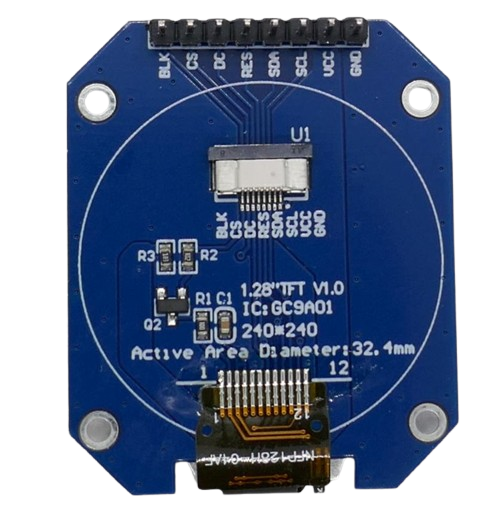 BLK CS DC RES SDA SCL VCC GND
U1
BLK CS DC RES SDA SCL VCC GND
R3 R2
R1 C1
Q2
1.28"TFT V1.0
IC:GC9A01
240*240
Active Area Diameter:32.4mm
1 12
1 12